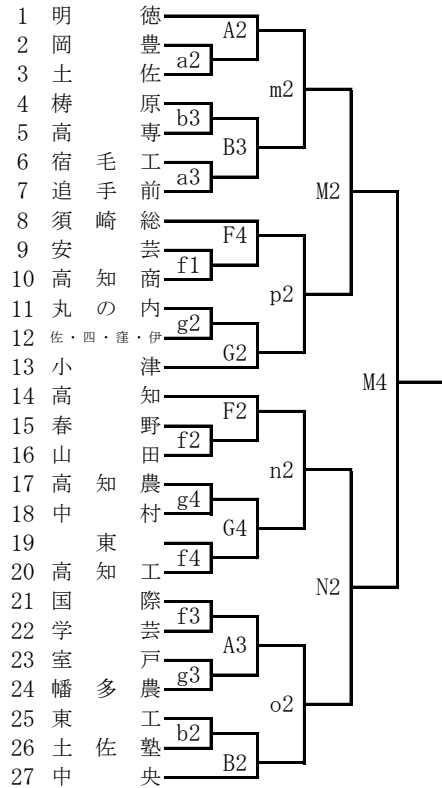 1 明徳
2 岡豊
3 土佐
4 梼原
5 高専
6 宿毛工
7 追手前
8 須崎総
9 安芸
10 高知商
11 丸の内
12 佐・四・窪・伊
13 小津
14 高知
15 春野
16 山田
17 高知農
18 中村
19 東
20 高知工
21 国際
22 学芸
23 室戸
24 幡多農
25 東工
26 土佐塾
27 中央
A2
a2
m2
b3
B3
a3
M2
F4
f1
p2
g2
G2
M4
F2
f2
n2
g4
G4
f4
N2
f3
A3
g3
o2
b2
B2